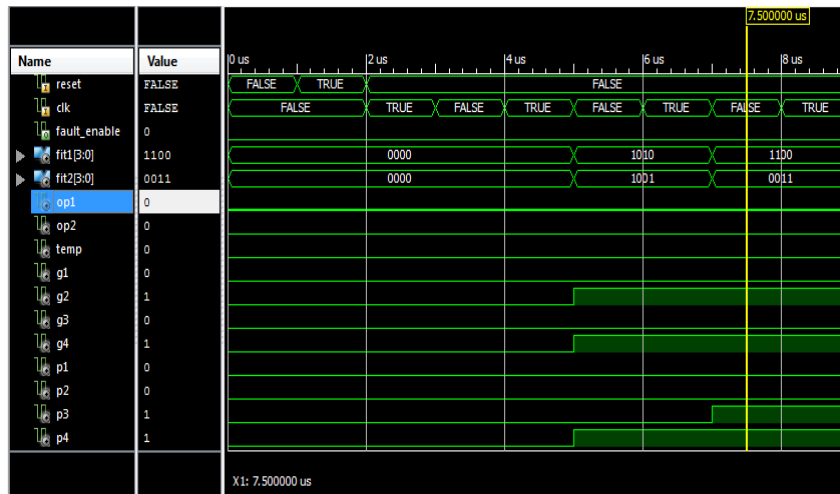 7.500000 us
Name Value 0 us 2 us 4 us 6 us 8 us
reset FALSE FALSE TRUE FALSE
clk FALSE FALSE TRUE FALSE TRUE FALSE TRUE FALSE TRUE
fault_enable 0
fit1[3:0] 1100 0000 1010 1100
fit2[3:0] 0011 0000 1001 0011
op1 0
op2 0
temp 0
g1 0
g2 1
g3 0
g4 1
p1 0
p2 0
p3 1
p4 1
X1: 7.500000 us